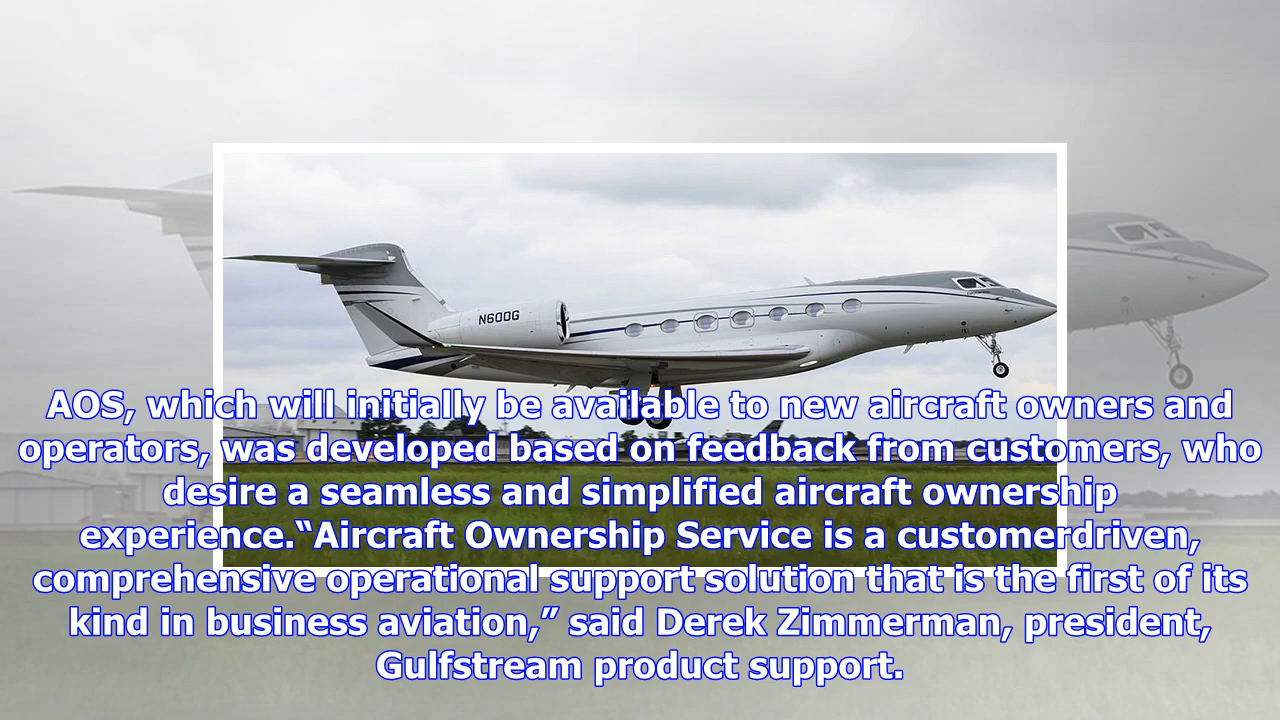 N600G
AOS, which will initially be available to new aircraft owners and
operators, was developed based on feedback from customers, who
desire a seamless and simplified aircraft ownership
experience.“Aircraft Ownership Service is a customerdriven,
comprehensive operational support solution that is the first of its
kind in business aviation,” said Derek Zimmerman, president,
Gulfstream product support.